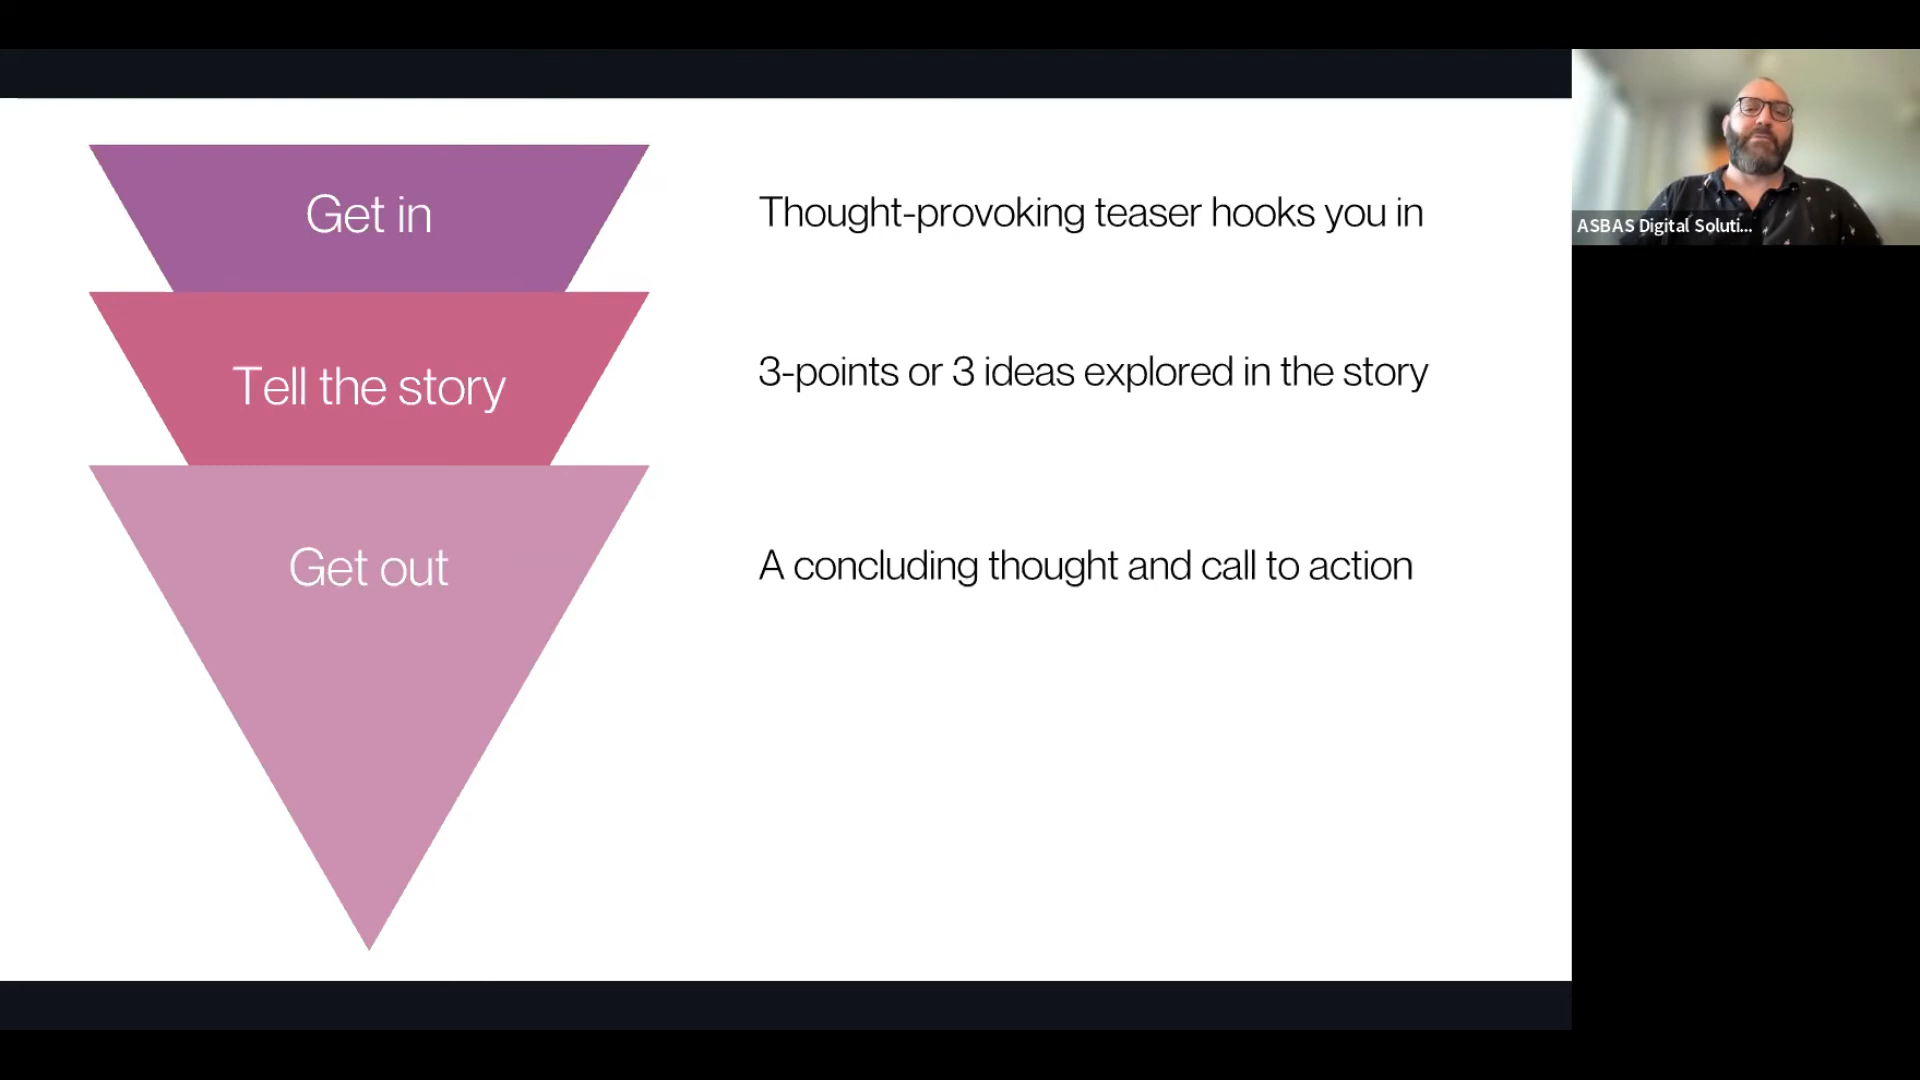 Get in
Thought-provoking teaser hooks you in
Tell the story
3-points or 3 ideas explored in the story
Get out
A concluding thought and call to action
ASBAS Digital Soluti...